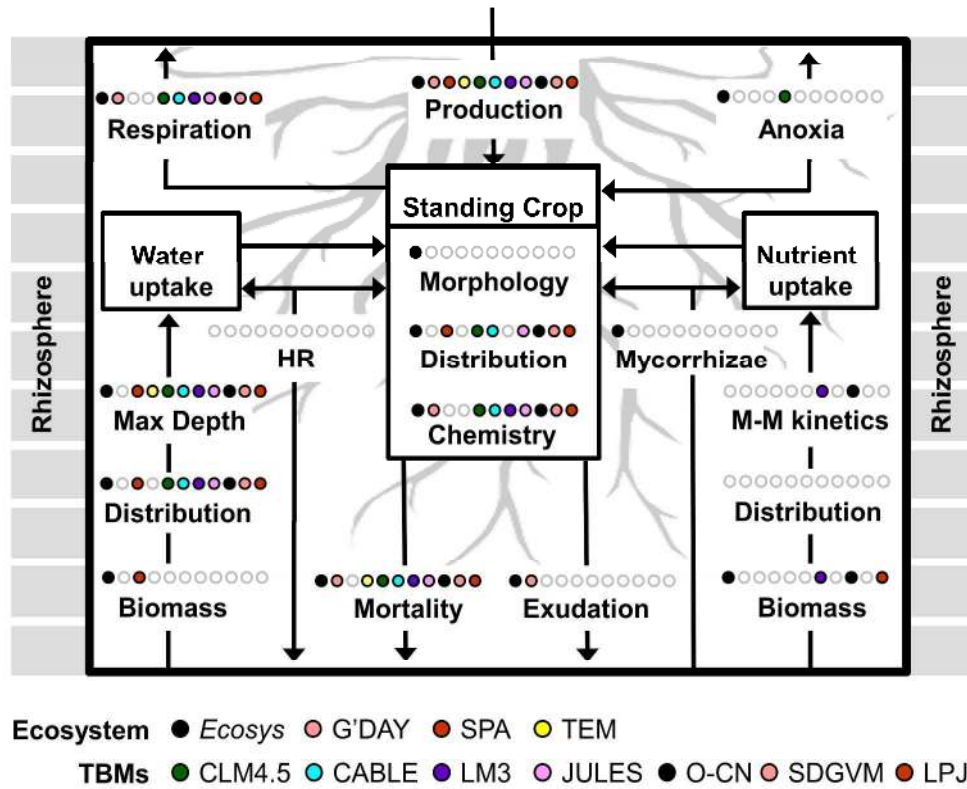 Production
Respiration
Anoxia
Standing Crop
Water
uptake
Nutrient
uptake
Morphology
HR
Distribution
Mycorrhizae
Rhizosphere
Rhizosphere
Max Depth
Chemistry
M-M kinetics
Distribution
Distribution
Biomass
Mortality
Exudation
Biomass
Ecosystem Ecosys G'DAY SPA TEM
TBMs CLM4.5 CABLE LM3 JULES O-CN SDGVM LPJ